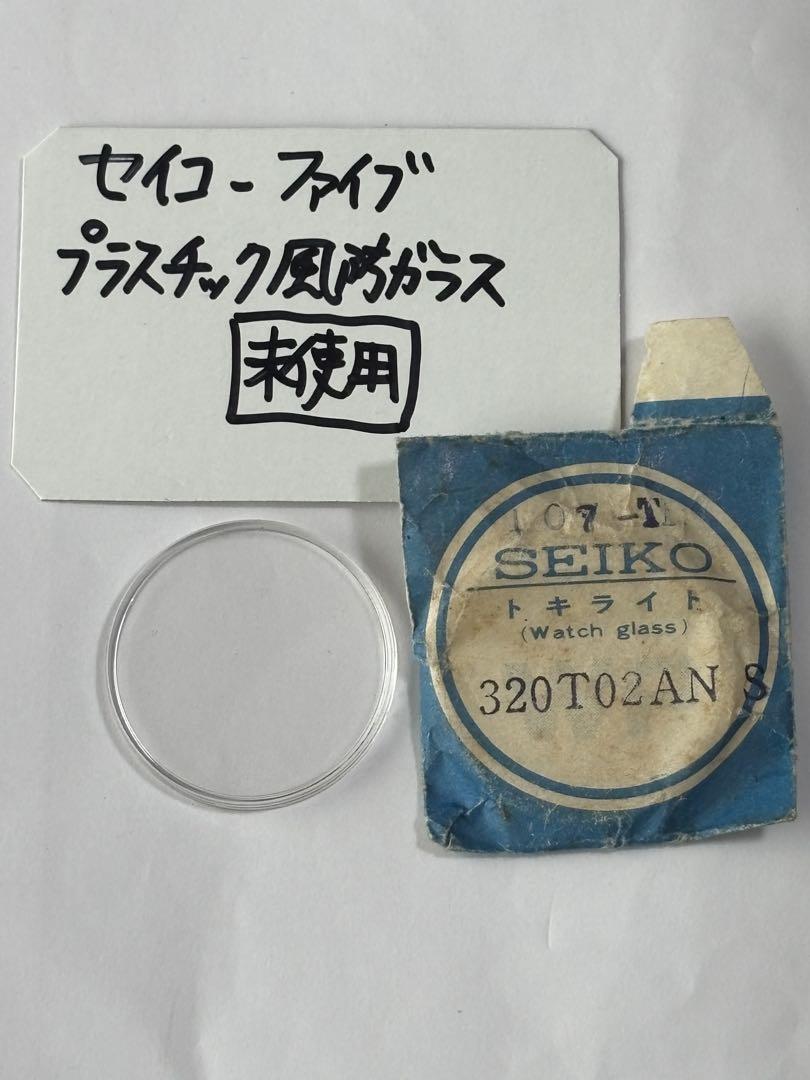 セイコーファイブ
プラスチック風防ガラス
未使用
107-T
SEIKO
トキライト
(Watch glass)
320T02AN S